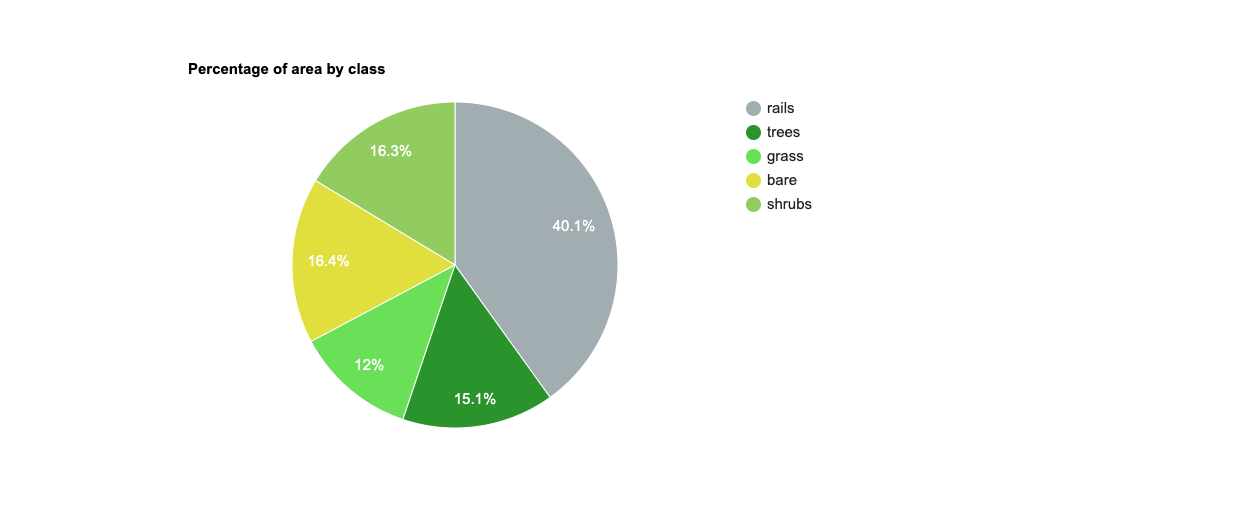 Percentage of area by class
rails
trees
grass
bare
shrubs
16.3%
40.1%
16.4%
12%
15.1%